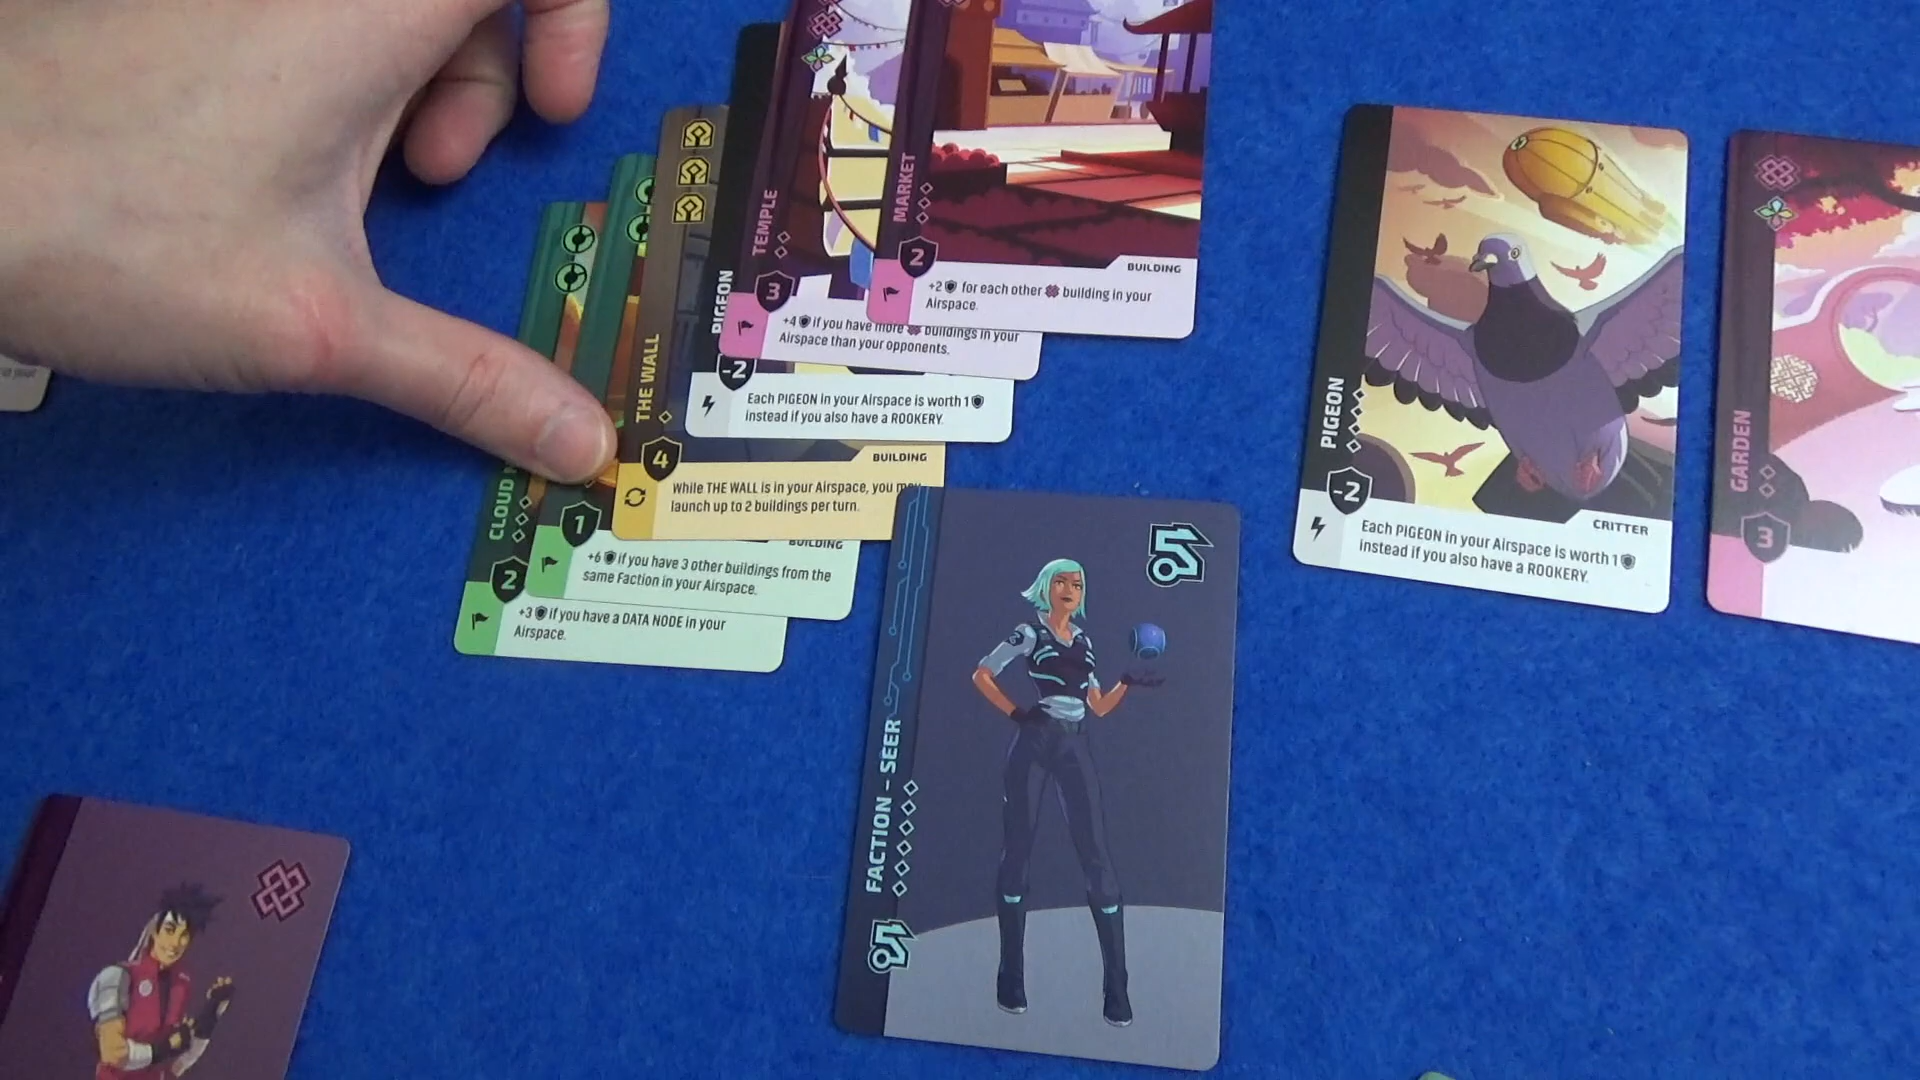 MARKET
2
BUILDING
+2 for each other building in your
Airspace.
TEMPLE
3
+4 if you have more buildings in your
Airspace than your opponents.
PIGEON
-2
Each PIGEON in your Airspace is worth 1
instead if you also have a ROOKERY.
THE WALL
4
BUILDING
While THE WALL is in your Airspace, you may
launch up to 2 buildings per turn.
1
BUILDING
+6 if you have 3 other buildings from the
same Faction in your Airspace.
CLOUD
2
+3 if you have a DATA NODE in your
Airspace.
FACTION – SEER
PIGEON
-2
CRITTER
Each PIGEON in your Airspace is worth 1
instead if you also have a ROOKERY.
GARDEN
3